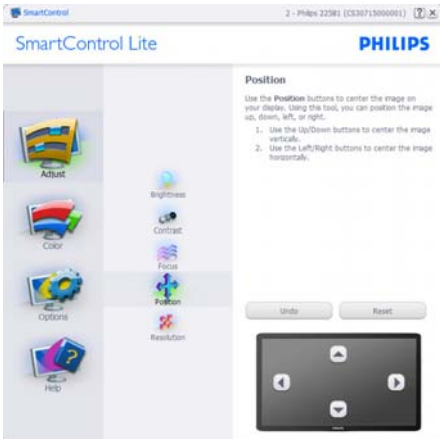 SmartControl
2 - Philips 225B1 (CS30715000001)
SmartControl Lite
PHILIPS
Adjust
Color
Options
Help
Brightness
Contrast
Focus
Position
Resolution
Position
Use the Position buttons to center the image on
your display. Using this tool, you can position the image
up, down, left, or right.
1. Use the Up/Down buttons to center the image
vertically.
2. Use the Left/Right buttons to center the image
horizontally.
Undo
Reset